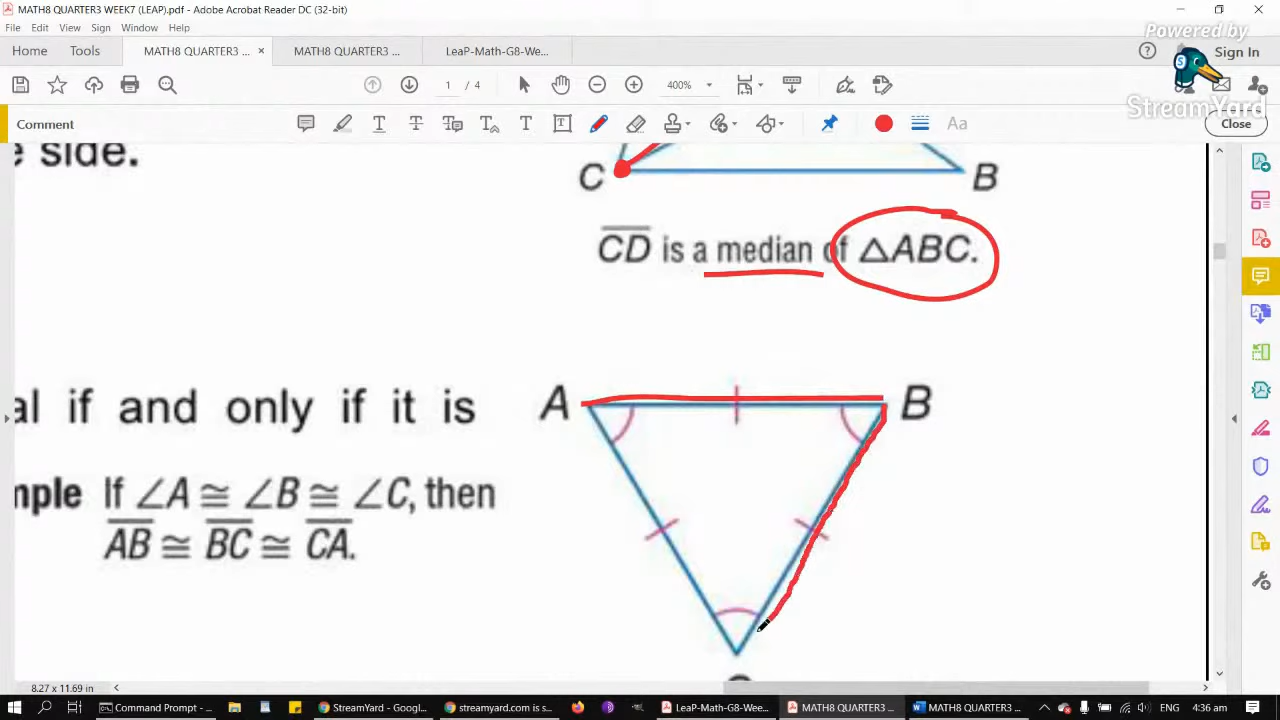 MATH8 QUARTER3 WEEK7 (LEAP).pdf - Adobe Acrobat Reader DC (32-bit)
Powered by
StreamYard
File Edit View Sign Window Help
Home Tools MATH8 QUARTER3 ... × MATH8 QUARTER3 ... LeaP-Math-G8-We... Sign In
1 / 4 400%
Comment Close
e side.
C B
CD is a median of △ABC.
al if and only if it is
A B
mple If ∠A ≅ ∠B ≅ ∠C, then
AB ≅ BC ≅ CA.
8.27 x 11.69 in
Command Prompt - StreamYard - Googl... streamyard.com is s... LeaP-Math-G8-We... MATH8 QUARTER3 ... MATH8 QUARTER3 ... ENG 4:36 am